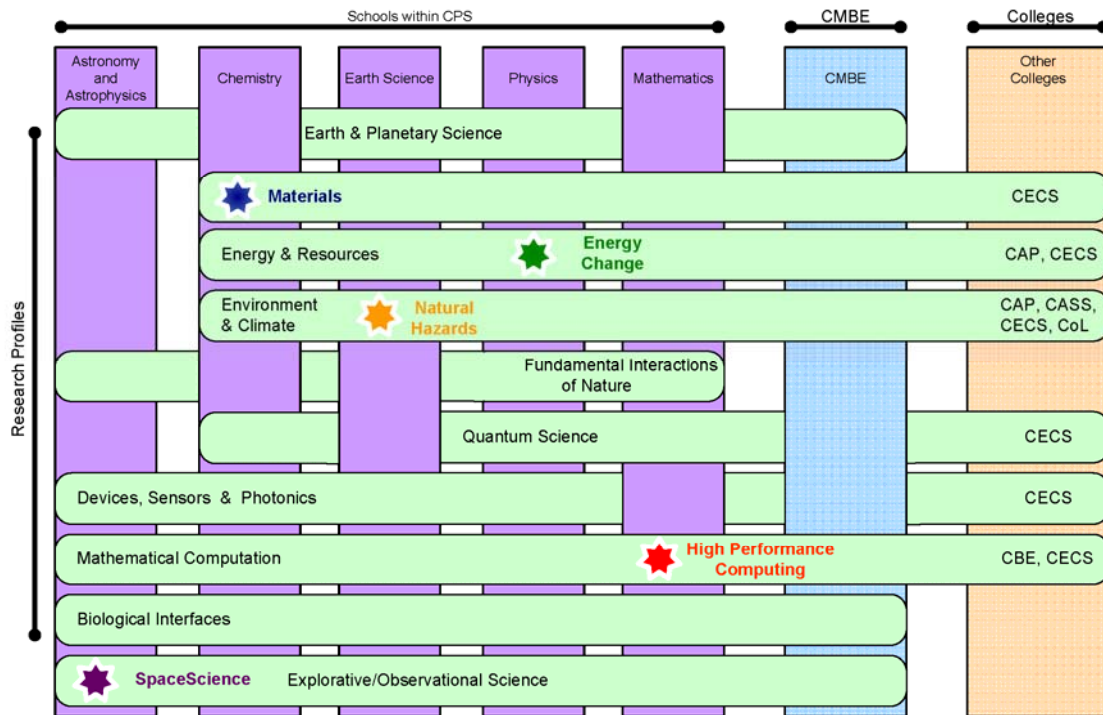 Schools within CPS
CMBE
Colleges
Astronomy
and
Astrophysics
Chemistry
Earth Science
Physics
Mathematics
CMBE
Other
Colleges
Research Profiles
Earth & Planetary Science
Materials
CECS
Energy & Resources
Energy
Change
CAP, CECS
Environment
& Climate
Natural
Hazards
CAP, CASS,
CECS, CoL
Fundamental Interactions
of Nature
Quantum Science
CECS
Devices, Sensors & Photonics
CECS
Mathematical Computation
High Performance
Computing
CBE, CECS
Biological Interfaces
SpaceScience
Explorative/Observational Science